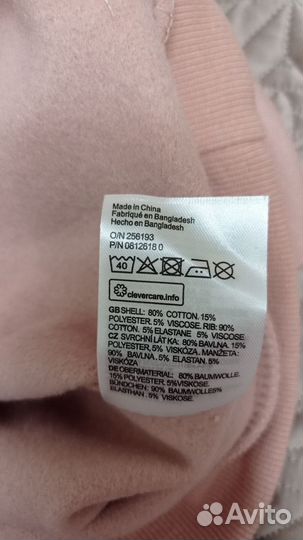 Made in China
Fabriqué en Bangladesh
Hecho en Bangladesh
O/N 256193
P/N 0812618 0
40
clevercare.info
GB SHELL: 80% COTTON. 15%
POLYESTER. 5% VISCOSE. RIB: 90%
COTTON. 5% ELASTANE 5% VISCOSE.
CZ SVRCHNÍ LÁTKA: 80% BAVLNA. 15%
POLYESTER. 5% VISKÓZA. MANŽETA:
90% BAVLNA. 5% ELASTAN. 5%
VISKÓZA
DE OBERMATERIAL: 80% BAUMWOLLE.
15% POLYESTER. 5%VISKOSE.
BÜNDCHEN: 90% BAUMWOLLE5%
ELASTHAN. 5% VISKOSE.
Avito